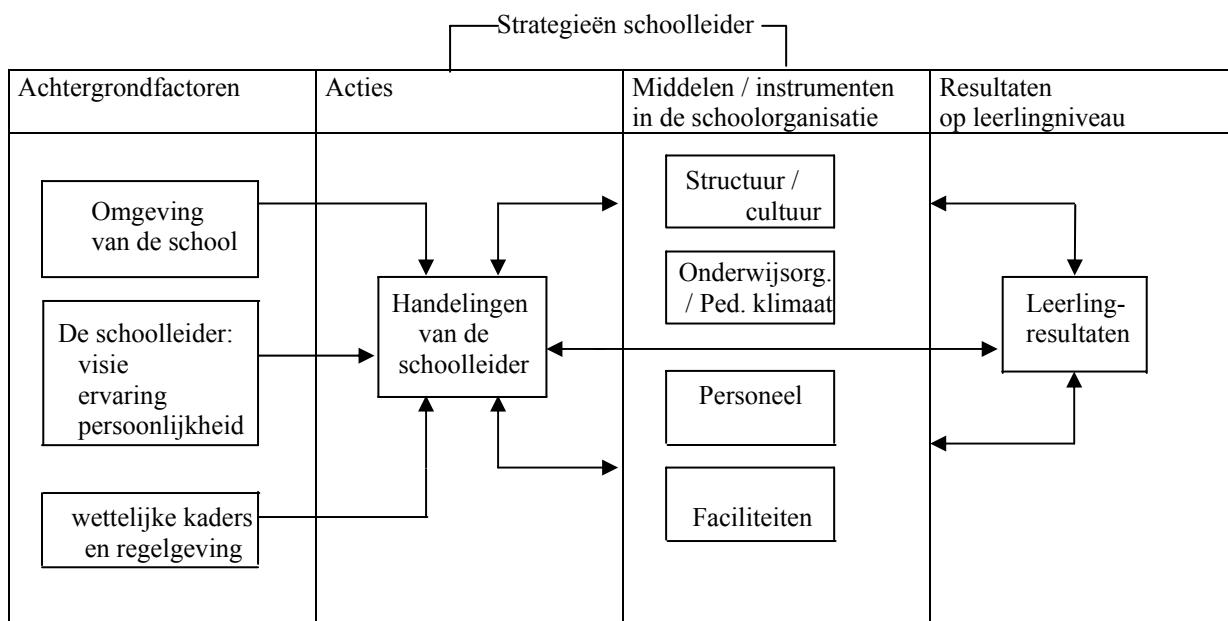 Strategieën schoolleider
Achtergrondfactoren
Acties
Middelen / instrumenten
in de schoolorganisatie
Resultaten
op leerlingniveau
Omgeving
van de school
De schoolleider:
visie
ervaring
persoonlijkheid
wettelijke kaders
en regelgeving
Handelingen
van de
schoolleider
Structuur /
cultuur
Onderwijsorg.
/ Ped. klimaat
Personeel
Faciliteiten
Leerling-
resultaten